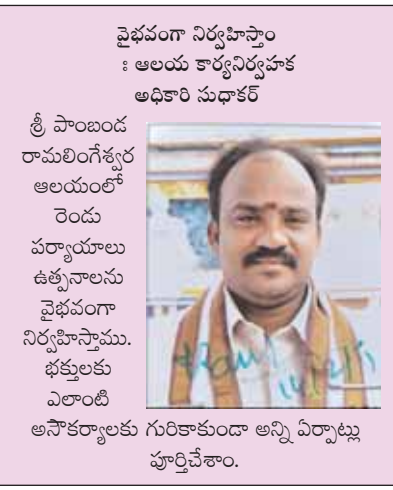 వైభవంగా నిర్వహిస్తాం
: ఆలయ కార్యనిర్వహక
అధికారి సుధాకర్
శ్రీ పాంబండ
రామలింగేశ్వర
ఆలయంలో
రెండు
పర్యాయాలు
ఉత్సనాలను
వైభవంగా
నిర్వహిస్తాము.
భక్తులకు
ఎలాంటి
అసౌకర్యాలకు గురికాకుండా అన్ని ఏర్పాట్లు
పూర్తిచేశాం.